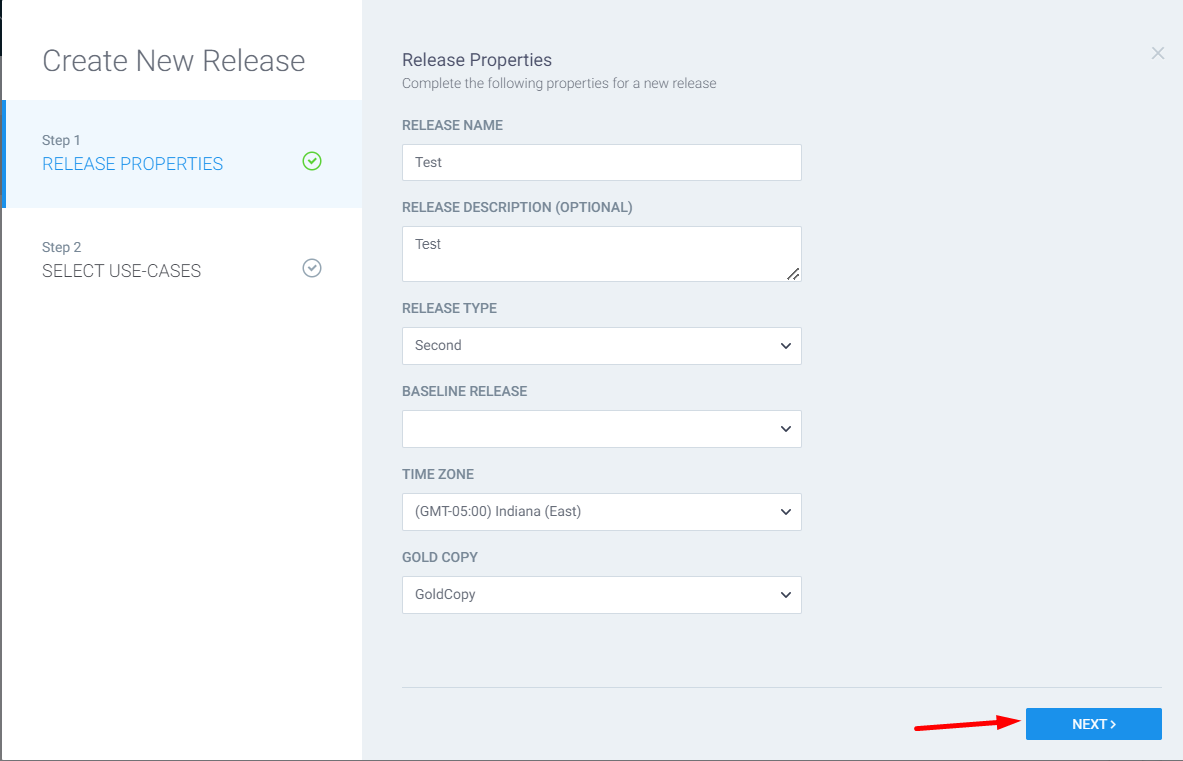 Create New Release
Step 1
RELEASE PROPERTIES
Step 2
SELECT USE-CASES
Release Properties
Complete the following properties for a new release
RELEASE NAME
Test
RELEASE DESCRIPTION (OPTIONAL)
Test
RELEASE TYPE
Second
BASELINE RELEASE
TIME ZONE
(GMT-05:00) Indiana (East)
GOLD COPY
GoldCopy
NEXT